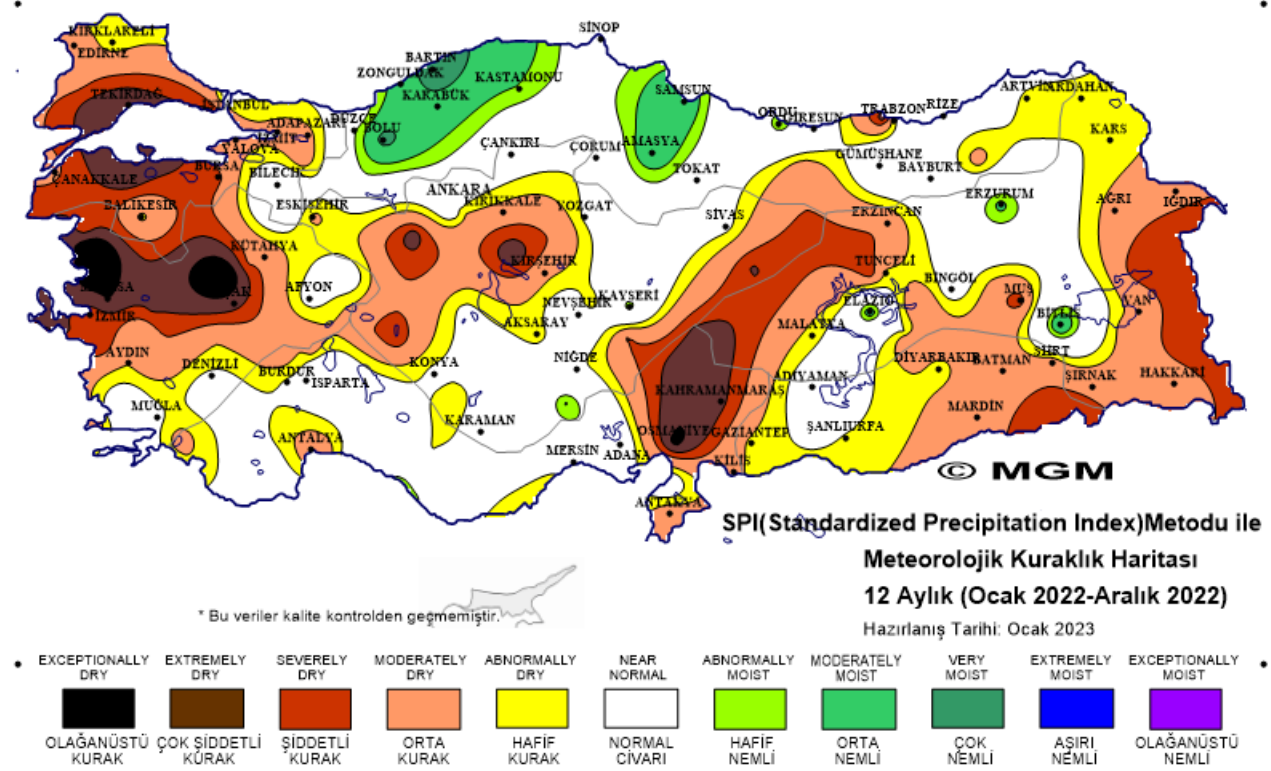 SİNOP
KIRKLARELİ
EDİRNE
BARTIN
ZONGULDAK
KASTAMONU
TEKİRDAĞ
KARABÜK
SAMSUN
ARTVİN
ARDAHAN
İSTANBUL
ADAPAZARI
DÜZCE
BOLU
ORDU
GİRESUN
TRABZON
RİZE
İZMİT
YALOVA
ÇANKIRI
ÇORUM
AMASYA
KARS
GÜMÜŞHANE
BAYBURT
ÇANAKKALE
BURSA
BİLECİK
TOKAT
ANKARA
ERZURUM
BALIKESİR
ESKİŞEHİR
KIRIKKALE
YOZGAT
SİVAS
ERZİNCAN
AĞRI
IĞDIR
KÜTAHYA
KIRŞEHİR
TUNCELİ
BİNGÖL
MUŞ
AFYON
NEVŞEHİR
KAYSERİ
ELAZIĞ
BİTLİS
VAN
İZMİR
AKSARAY
MALATYA
AYDIN
DENİZLİ
BURDUR
ISPARTA
KONYA
NİĞDE
DİYARBAKIR
BATMAN
SİİRT
ŞIRNAK
HAKKARİ
ADIYAMAN
KAHRAMANMARAŞ
MUĞLA
KARAMAN
MARDİN
ANTALYA
OSMANİYE
GAZİANTEP
ŞANLIURFA
MERSİN
ADANA
KİLİS
ANTAKYA
© MGM
SPI(Standardized Precipitation Index)Metodu ile
Meteorolojik Kuraklık Haritası
12 Aylık (Ocak 2022-Aralık 2022)
Hazırlanış Tarihi: Ocak 2023
* Bu veriler kalite kontrolden geçmemiştir.
EXCEPTIONALLY DRY
EXTREMELY DRY
SEVERELY DRY
MODERATELY DRY
ABNORMALLY DRY
NEAR NORMAL
ABNORMALLY MOIST
MODERATELY MOIST
VERY MOIST
EXTREMELY MOIST
EXCEPTIONALLY MOIST
OLAĞANÜSTÜ KURAK
ÇOK ŞİDDETLİ KURAK
ŞİDDETLİ KURAK
ORTA KURAK
HAFİF KURAK
NORMAL CİVARI
HAFİF NEMLİ
ORTA NEMLİ
ÇOK NEMLİ
AŞIRI NEMLİ
OLAĞANÜSTÜ NEMLİ